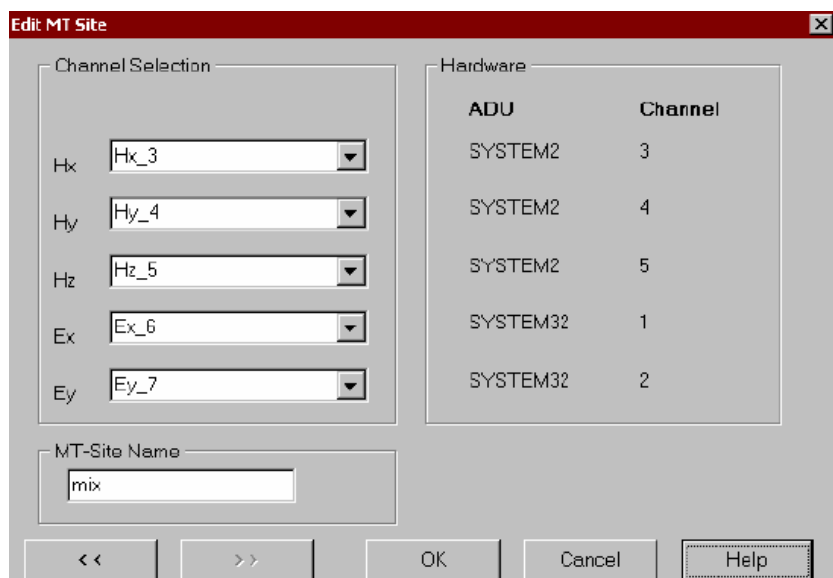 Edit MT Site
Channel Selection
Hx Hx_3
Hy Hy_4
Hz Hz_5
Ex Ex_6
Ey Ey_7
Hardware
ADU Channel
SYSTEM2 3
SYSTEM2 4
SYSTEM2 5
SYSTEM32 1
SYSTEM32 2
MT-Site Name
mix
<< >> OK Cancel Help